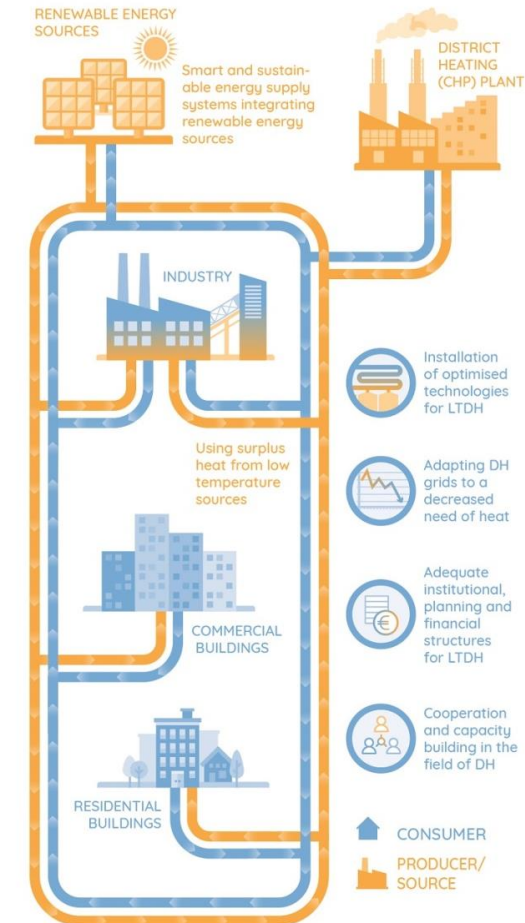 RENEWABLE ENERGY
SOURCES
Smart and sustain-
able energy supply
systems integrating
renewable energy
sources
DISTRICT
HEATING
(CHP) PLANT
INDUSTRY
Using surplus
heat from low
temperature
sources
COMMERCIAL
BUILDINGS
RESIDENTIAL
BUILDINGS
Installation
of optimised
technologies
for LTDH
Adapting DH
grids to a
decreased
need of heat
€
Adequate
institutional,
planning and
financial
structures
for LTDH
Cooperation
and capacity
building in the
field of DH
CONSUMER
PRODUCER/
SOURCE